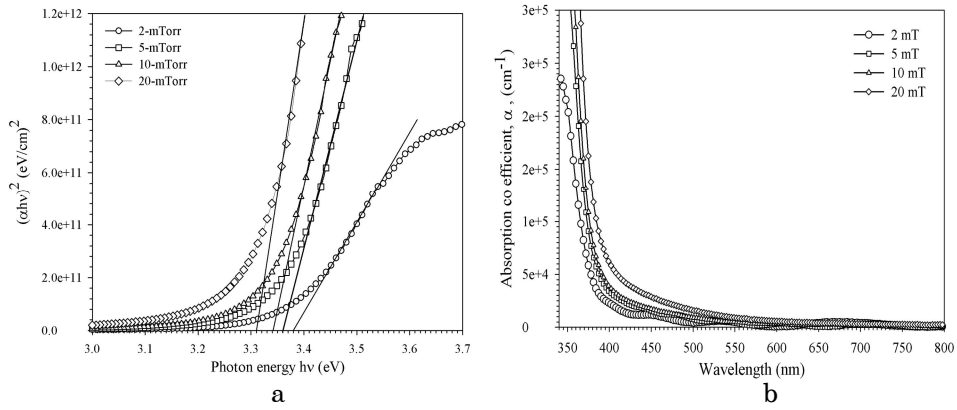 a
1.2e+12
1.0e+12
8.0e+11
6.0e+11
4.0e+11
2.0e+11
0.0
(αhν)² (eV/cm)²
2-mTorr
5-mTorr
10-mTorr
20-mTorr
3.0 3.1 3.2 3.3 3.4 3.5 3.6 3.7
Photon energy hν (eV)
a
b
3e+5
3e+5
2e+5
2e+5
1e+5
5e+4
0
Absorption co efficient, α , (cm⁻¹)
2 mT
5 mT
10 mT
20 mT
350 400 450 500 550 600 650 700 750 800
Wavelength (nm)
b